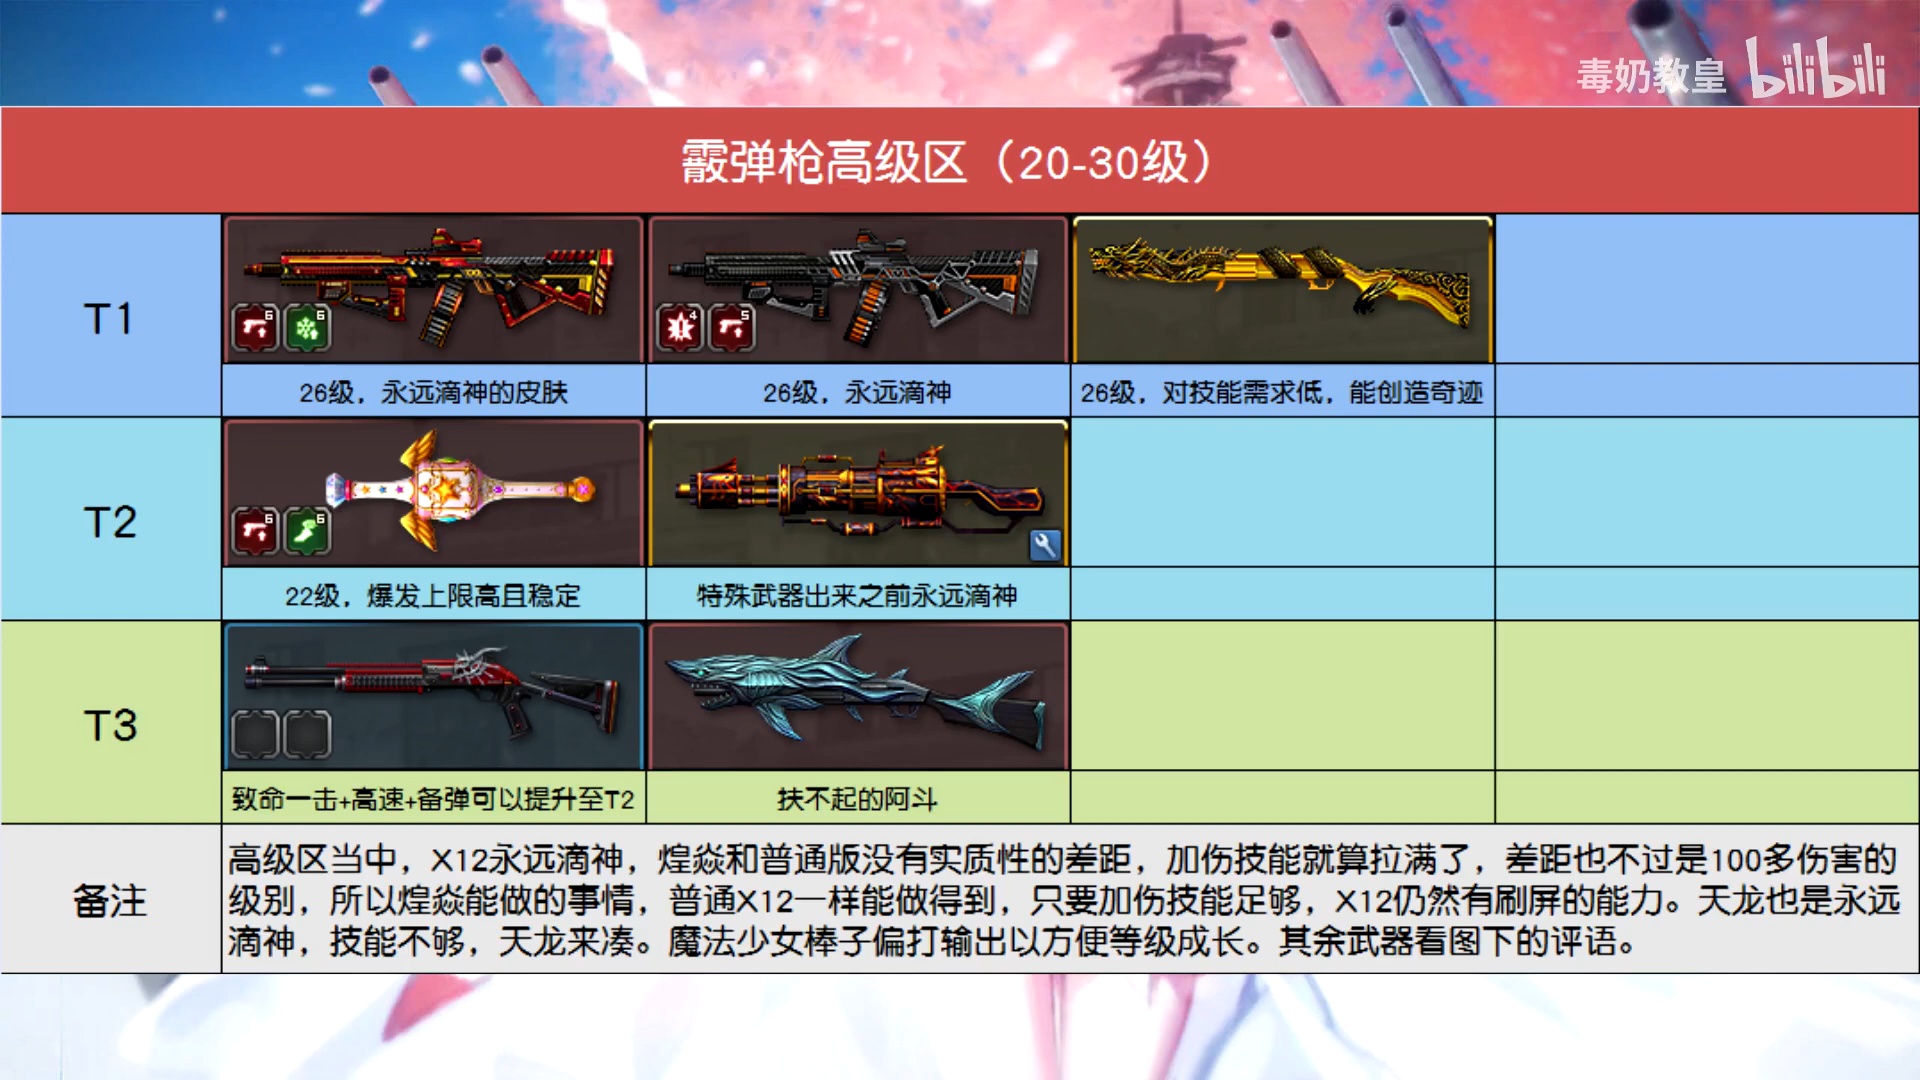 毒奶教皇 bilibili
霰弹枪高级区（20-30级）
T1
6 6
4 5
26级，永远滴神的皮肤
26级，永远滴神
26级，对技能需求低，能创造奇迹
T2
6 6
22级，爆发上限高且稳定
特殊武器出来之前永远滴神
T3
致命一击+高速+备弹可以提升至T2
扶不起的阿斗
备注
高级区当中，X12永远滴神，煌焱和普通版没有实质性的差距，加伤技能就算拉满了，差距也不过是100多伤害的
级别，所以煌焱能做的事情，普通X12一样能做得到，只要加伤技能足够，X12仍然有刷屏的能力。天龙也是永远
滴神，技能不够，天龙来凑。魔法少女棒子偏打输出以方便等级成长。其余武器看图下的评语。